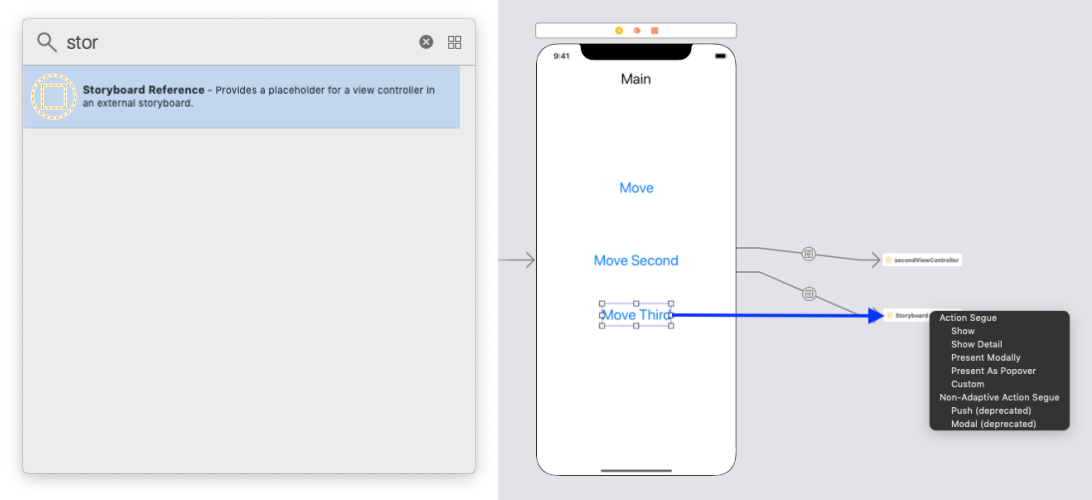 stor
Storyboard Reference - Provides a placeholder for a view controller in
an external storyboard.
9:41
Main
Move
Move Second
Move Third
secondViewController
Storyboard
Action Segue
Show
Show Detail
Present Modally
Present As Popover
Custom
Non-Adaptive Action Segue
Push (deprecated)
Modal (deprecated)